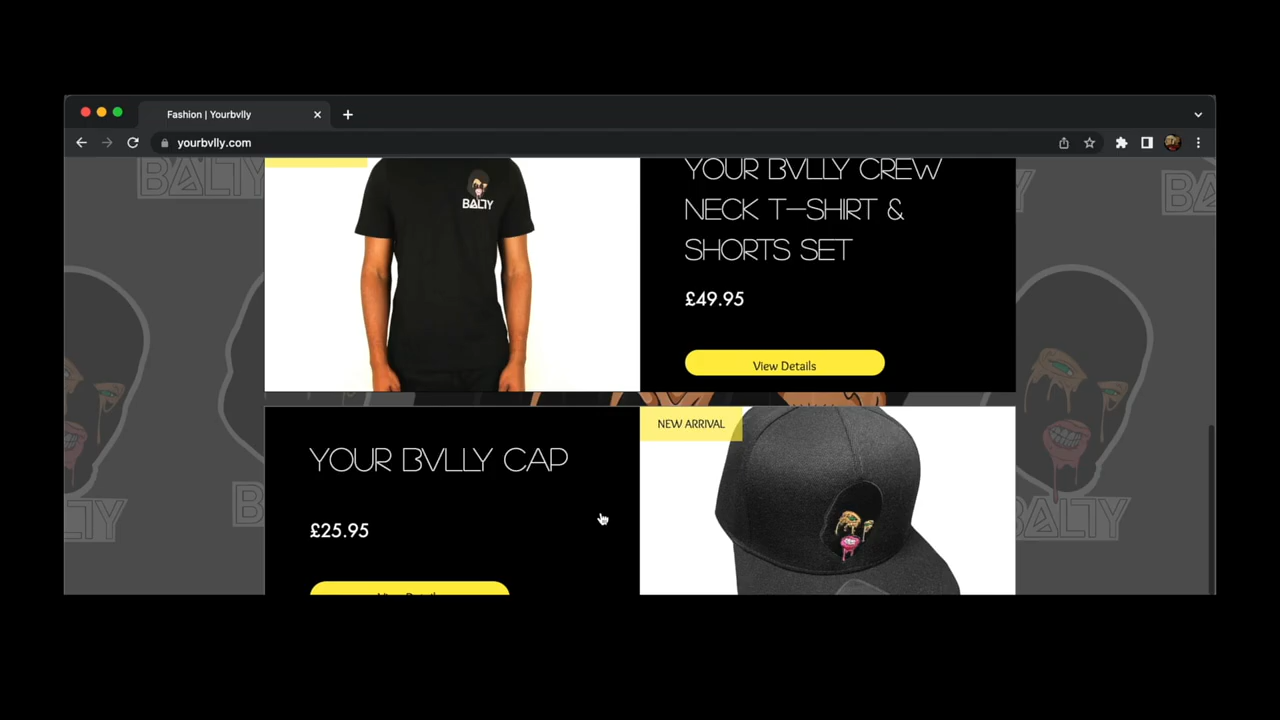 Fashion | Yourbvlly
yourbvlly.com
BALTY
YOUR BVLLY CREW
NECK T-SHIRT &
SHORTS SET
£49.95
View Details
YOUR BVLLY CAP
£25.95
NEW ARRIVAL